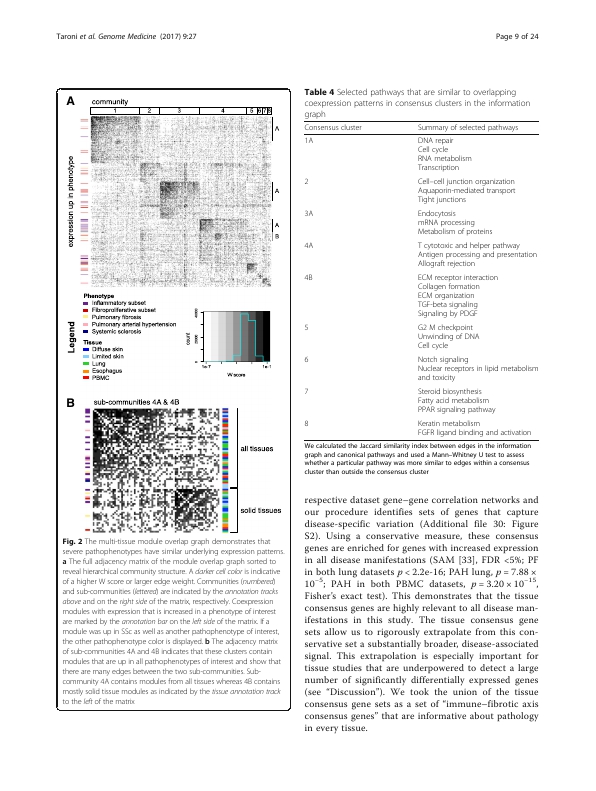 Taroni et al. Genome Medicine (2017) 9:27
Page 9 of 24
A
community
1 2 3 4 5 6 7 8
expression up in phenotype
A
A
A
B
Legend
Phenotype
Inflammatory subset
Fibroproliferative subset
Pulmonary fibrosis
Pulmonary arterial hypertension
Systemic sclerosis
Tissue
Diffuse skin
Limited skin
Lung
Esophagus
PBMC
count
0 2000 4000
1e-7 1e-1
W score
B
sub-communities 4A & 4B
all tissues
solid tissues
Fig. 2 The multi-tissue module overlap graph demonstrates that
severe pathophenotypes have similar underlying expression patterns.
a The full adjacency matrix of the module overlap graph sorted to
reveal hierarchical community structure. A darker cell color is indicative
of a higher W score or larger edge weight. Communities (numbered)
and sub-communities (lettered) are indicated by the annotation tracks
above and on the right side of the matrix, respectively. Coexpression
modules with expression that is increased in a phenotype of interest
are marked by the annotation bar on the left side of the matrix. If a
module was up in SSc as well as another pathophenotype of interest,
the other pathophenotype color is displayed. b The adjacency matrix
of sub-communities 4A and 4B indicates that these clusters contain
modules that are up in all pathophenotypes of interest and show that
there are many edges between the two sub-communities. Sub-
community 4A contains modules from all tissues whereas 4B contains
mostly solid tissue modules as indicated by the tissue annotation track
to the left of the matrix
Table 4 Selected pathways that are similar to overlapping
coexpression patterns in consensus clusters in the information
graph
Consensus cluster Summary of selected pathways
1A DNA repair
Cell cycle
RNA metabolism
Transcription
2 Cell–cell junction organization
Aquaporin-mediated transport
Tight junctions
3A Endocytosis
mRNA processing
Metabolism of proteins
4A T cytotoxic and helper pathway
Antigen processing and presentation
Allograft rejection
4B ECM receptor interaction
Collagen formation
ECM organization
TGF-beta signaling
Signaling by PDGF
5 G2 M checkpoint
Unwinding of DNA
Cell cycle
6 Notch signaling
Nuclear receptors in lipid metabolism
and toxicity
7 Steroid biosynthesis
Fatty acid metabolism
PPAR signaling pathway
8 Keratin metabolism
FGFR ligand binding and activation
We calculated the Jaccard similarity index between edges in the information
graph and canonical pathways and used a Mann–Whitney U test to assess
whether a particular pathway was more similar to edges within a consensus
cluster than outside the consensus cluster
respective dataset gene–gene correlation networks and
our procedure identifies sets of genes that capture
disease-specific variation (Additional file 30: Figure
S2). Using a conservative measure, these consensus
genes are enriched for genes with increased expression
in all disease manifestations (SAM [33], FDR <5%; PF
in both lung datasets p < 2.2e-16; PAH lung, p = 7.88 ×
10⁻⁵; PAH in both PBMC datasets, p = 3.20 × 10⁻¹⁵,
Fisher's exact test). This demonstrates that the tissue
consensus genes are highly relevant to all disease man-
ifestations in this study. The tissue consensus gene
sets allow us to rigorously extrapolate from this con-
servative set a substantially broader, disease-associated
signal. This extrapolation is especially important for
tissue studies that are underpowered to detect a large
number of significantly differentially expressed genes
(see “Discussion”). We took the union of the tissue
consensus gene sets as a set of “immune–fibrotic axis
consensus genes” that are informative about pathology
in every tissue.